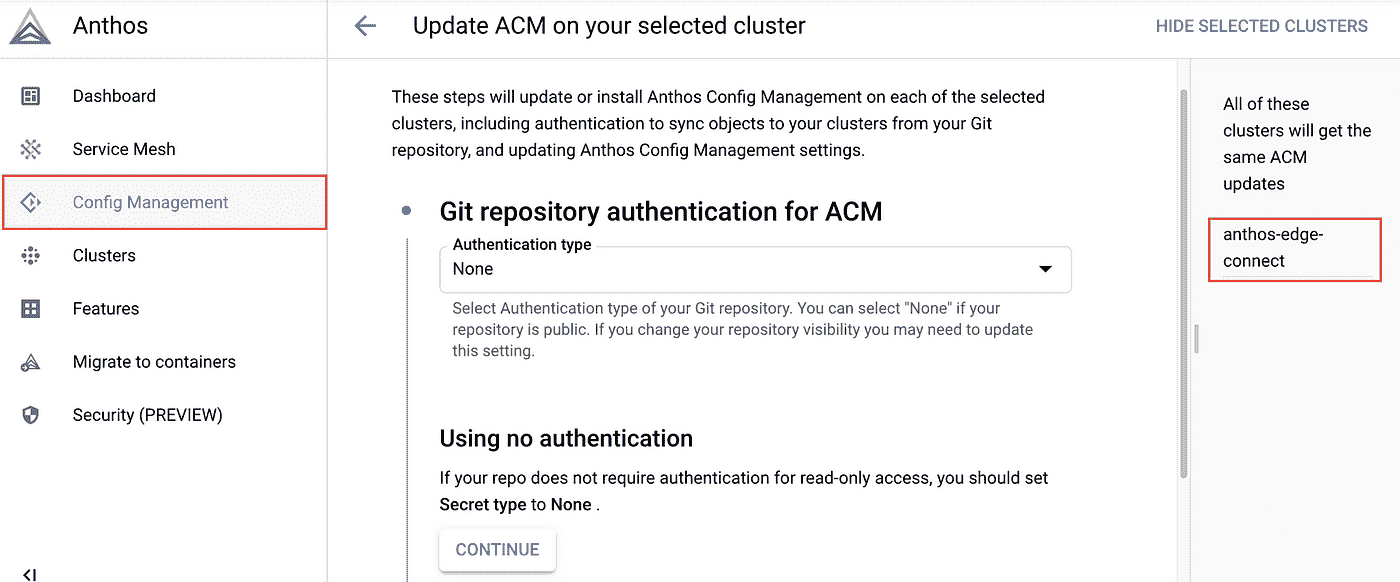 Anthos
Update ACM on your selected cluster
HIDE SELECTED CLUSTERS
Dashboard
Service Mesh
Config Management
Clusters
Features
Migrate to containers
Security (PREVIEW)
These steps will update or install Anthos Config Management on each of the selected
clusters, including authentication to sync objects to your clusters from your Git
repository, and updating Anthos Config Management settings.
Git repository authentication for ACM
Authentication type
None
Select Authentication type of your Git repository. You can select "None" if your
repository is public. If you change your repository visibility you may need to update
this setting.
Using no authentication
If your repo does not require authentication for read-only access, you should set
Secret type to None .
CONTINUE
All of these
clusters will get the
same ACM
updates
anthos-edge-
connect